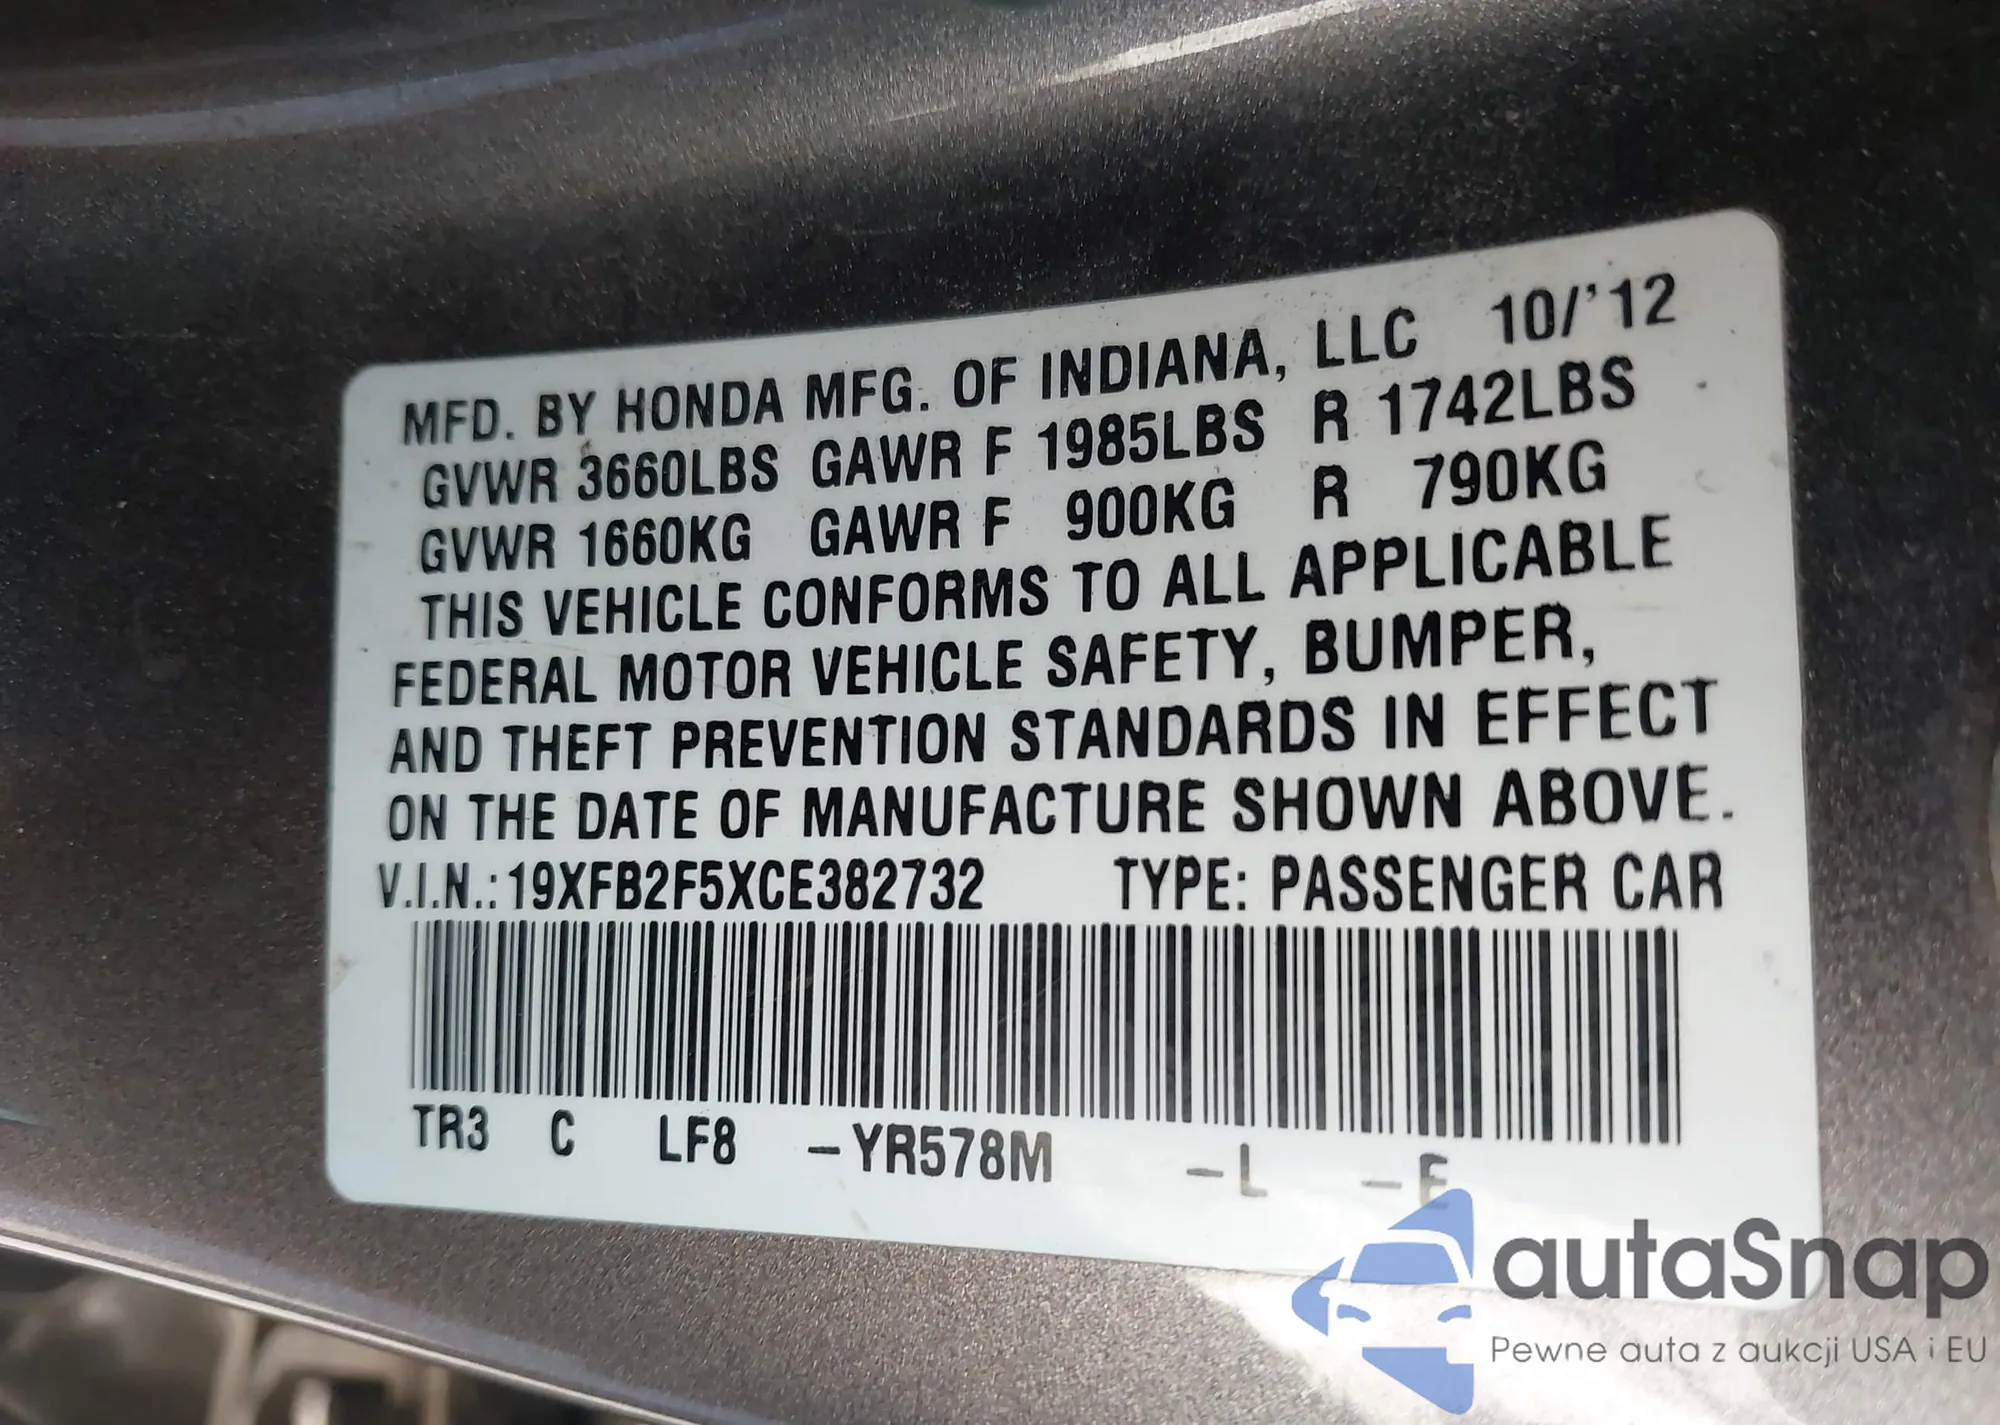 MFD. BY HONDA MFG. OF INDIANA, LLC 10/'12
GVWR 3660LBS GAWR F 1985LBS R 1742LBS
GVWR 1660KG GAWR F 900KG R 790KG
THIS VEHICLE CONFORMS TO ALL APPLICABLE
FEDERAL MOTOR VEHICLE SAFETY, BUMPER,
AND THEFT PREVENTION STANDARDS IN EFFECT
ON THE DATE OF MANUFACTURE SHOWN ABOVE.
V.I.N.: 19XFB2F5XCE382732 TYPE: PASSENGER CAR
TR3 C LF8 –YR578M –L –E
autaSnap
Pewne auta z aukcji USA i EU